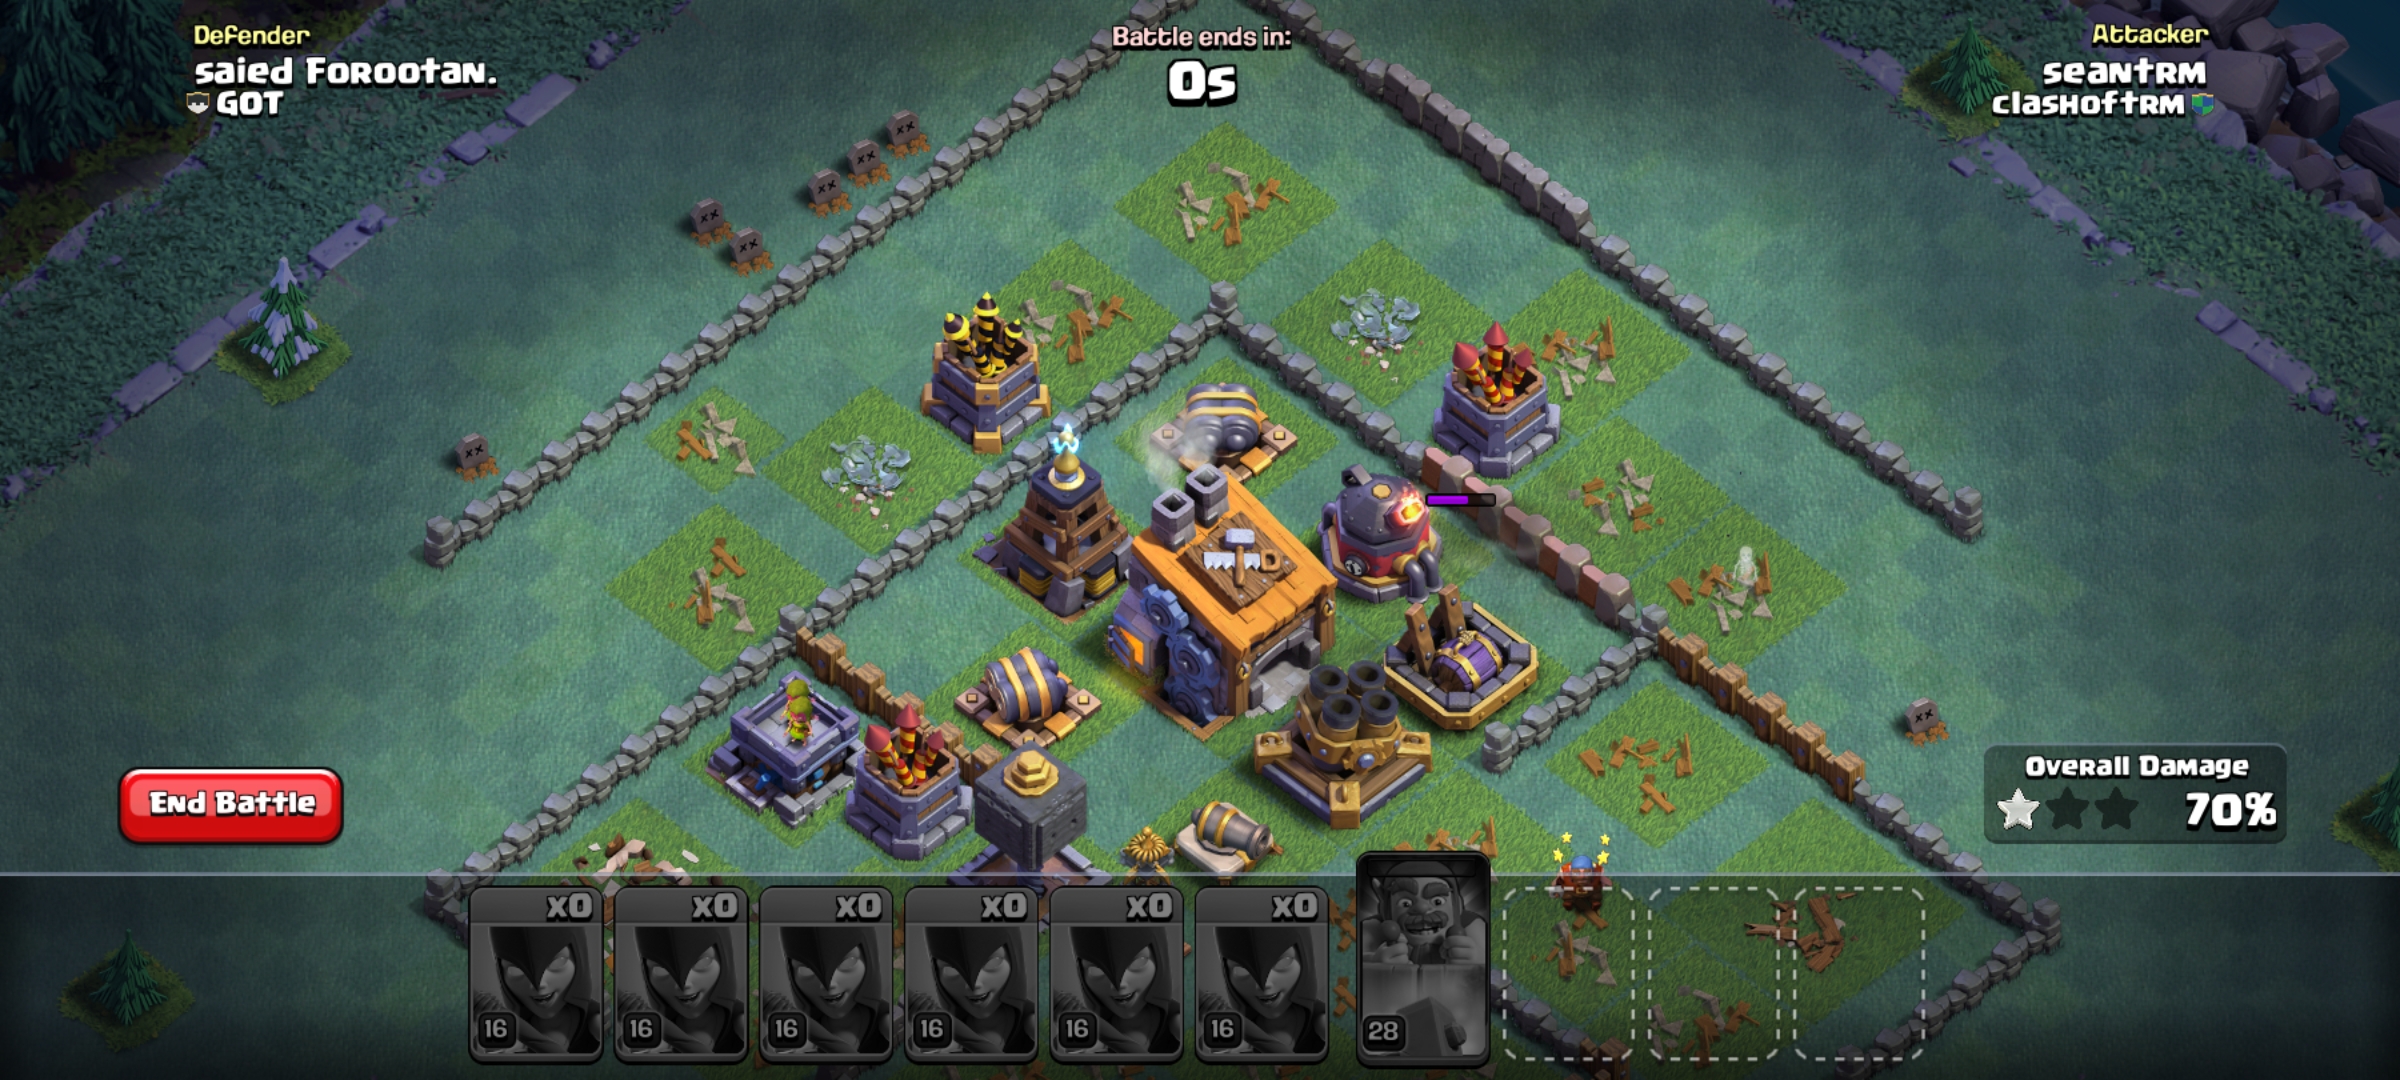 Defender
saied Forootan.
GOT
Battle ends in:
0s
Attacker
seantrm
clashoftrm
End Battle
Overall Damage
70%
x0 x0 x0 x0 x0 x0
16 16 16 16 16 16 28